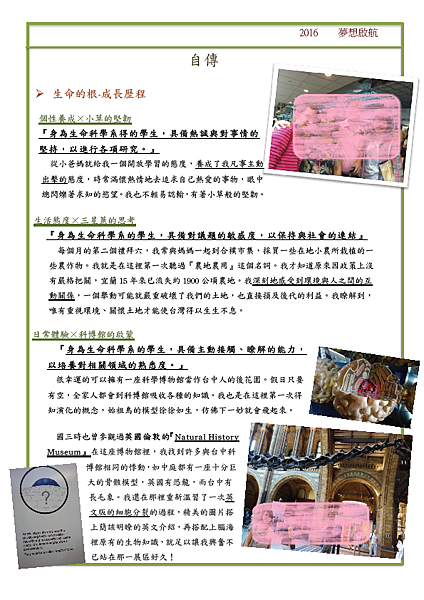 2016 夢想啟航
自傳
➢ 生命的根-成長歷程
個性養成×小草的堅韌
『身為生命科學系得的學生，具備熱誠與對事情的
堅持，以進行各項研究。』
從小爸媽就給我一個開放學習的態度，養成了我凡事主動
出擊的態度，時常滿懷熱情地去追求自己熱愛的事物，眼中
總閃爍著求知的慾望。我也不輕易認輸，有著小草般的堅韌。
生活態度×三星蔥的思考
『身為生命科學系的學生，具備對議題的敏感度，以保持與社會的連結』
每個月的第二個禮拜六，我常與媽媽一起到合樸市集，採買一些在地小農所栽植的一
些農作物。我就是在這裡第一次聽過『農地農用』這個名詞。我才知道原來因政策上沒
有嚴格把關，宜蘭 15 年來已流失約 1900 公頃農地。我深刻地感受到環境與人之間的互
動關係，一個舉動可能就嚴重破壞了我們的土地，也直接損及後代的利益。我瞭解到，
唯有重視環境、關懷土地才能使台灣得以生生不息。
日常體驗×科博館的啟蒙
『身為生命科學系的學生，具備主動接觸、瞭解的能力，
以培養對相關領域的熟悉度。』
很幸運的可以擁有一座科學博物館當作台中人的後花園。假日只要
有空，全家人都會到科博館吸收各種的知識。我也是在這裡第一次得
知演化的概念，始祖鳥的模型徐徐如生，仿佛下一秒就會飛起來。
國三時也曾參觀過英國倫敦的『Natural History
Museum』在這座博物館裡，我找到許多與台中科
博館相同的悸動，如中庭都有一座十分巨
大的骨骸模型，英國有恐龍，而台中有
長毛象。我還在那裡重新溫習了一次英
文版的細胞分裂的過程，精美的圖片搭
上簡該明瞭的英文介紹，再搭配上腦海
裡原有的生物知識，就足以讓我興奮不
已站在那一展區好久！